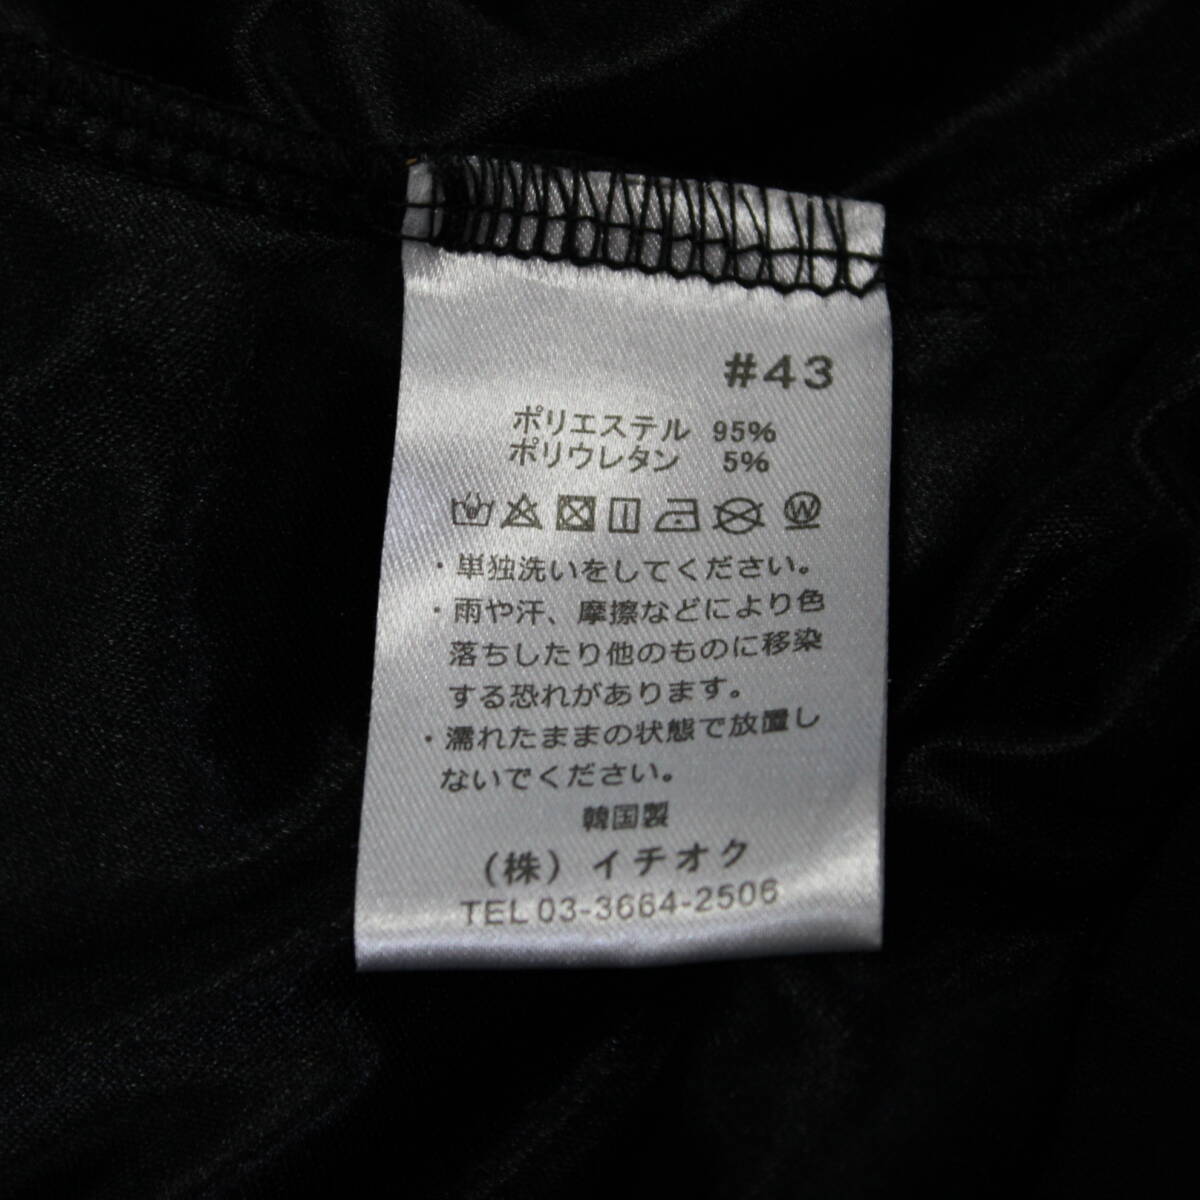 #43
ポリエステル 95%
ポリウレタン 5%
W
・単独洗いをしてください。
・雨や汗、摩擦などにより色
落ちしたり他のものに移染
する恐れがあります。
・濡れたままの状態で放置し
ないでください。
韓国製
(株)イチオク
TEL 03-3664-2506